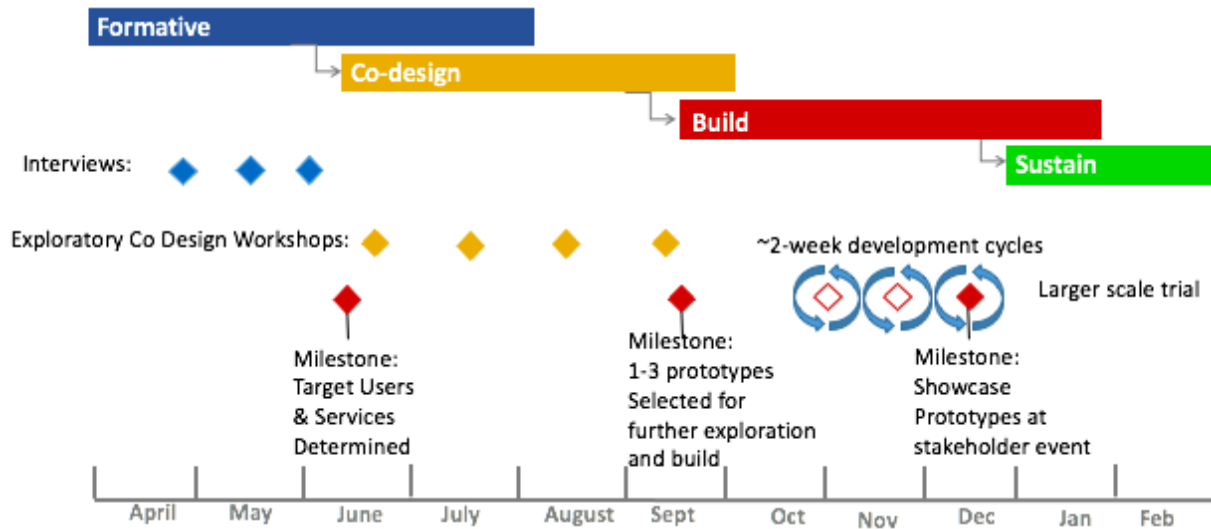 Formative
Co-design
Build
Sustain
Interviews:
Exploratory Co Design Workshops:
~2-week development cycles
Larger scale trial
Milestone:
Target Users
& Services
Determined
Milestone:
1-3 prototypes
Selected for
further exploration
and build
Milestone:
Showcase
Prototypes at
stakeholder event
April
May
June
July
August
Sept
Oct
Nov
Dec
Jan
Feb